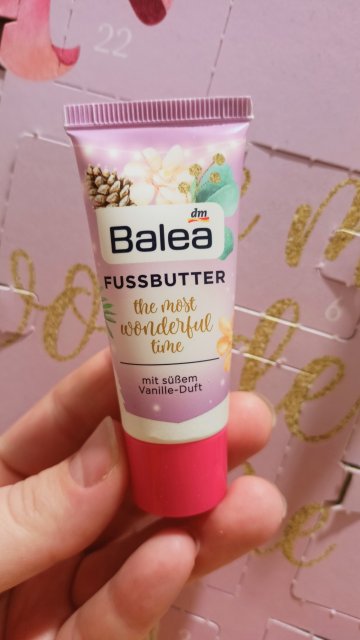 22
dm
Balea
FUSSBUTTER
the most
wonderful
time
mit süßem
Vanille-Duft
6